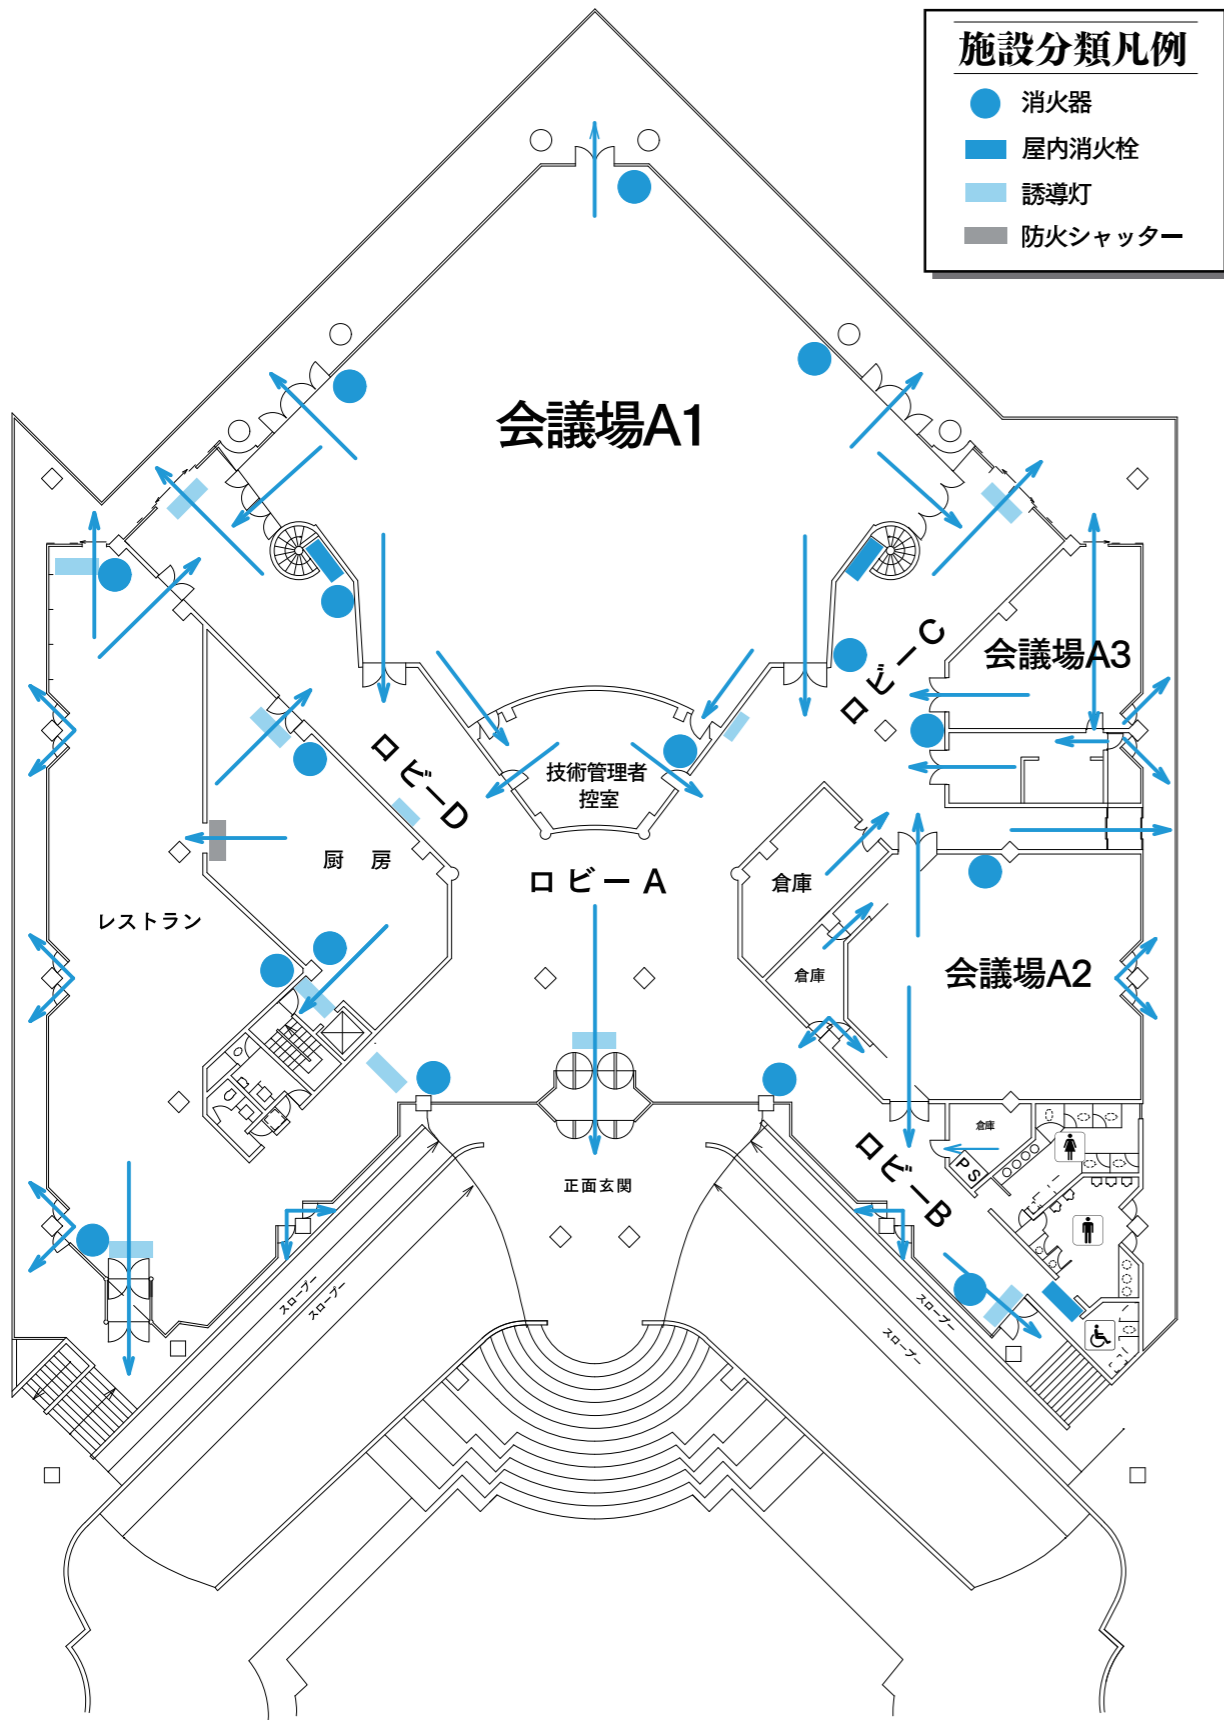 施設分類凡例
消火器
屋内消火栓
誘導灯
防火シャッター
会議場A1
ロビーC
会議場A3
ロビーD
技術管理者
控室
厨 房
ロビーA
倉庫
レストラン
倉庫
会議場A2
倉庫
PS
ロビーB
正面玄関
スロープー
スロープー
スロープー
スロープー